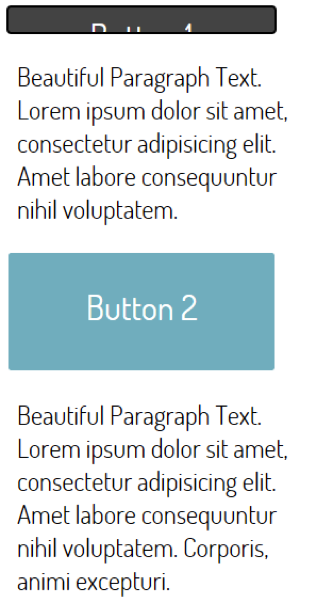 Beautiful Paragraph Text.
Lorem ipsum dolor sit amet,
consectetur adipisicing elit.
Amet labore consequuntur
nihil voluptatem.
Button 2
Beautiful Paragraph Text.
Lorem ipsum dolor sit amet,
consectetur adipisicing elit.
Amet labore consequuntur
nihil voluptatem. Corporis,
animi excepturi.